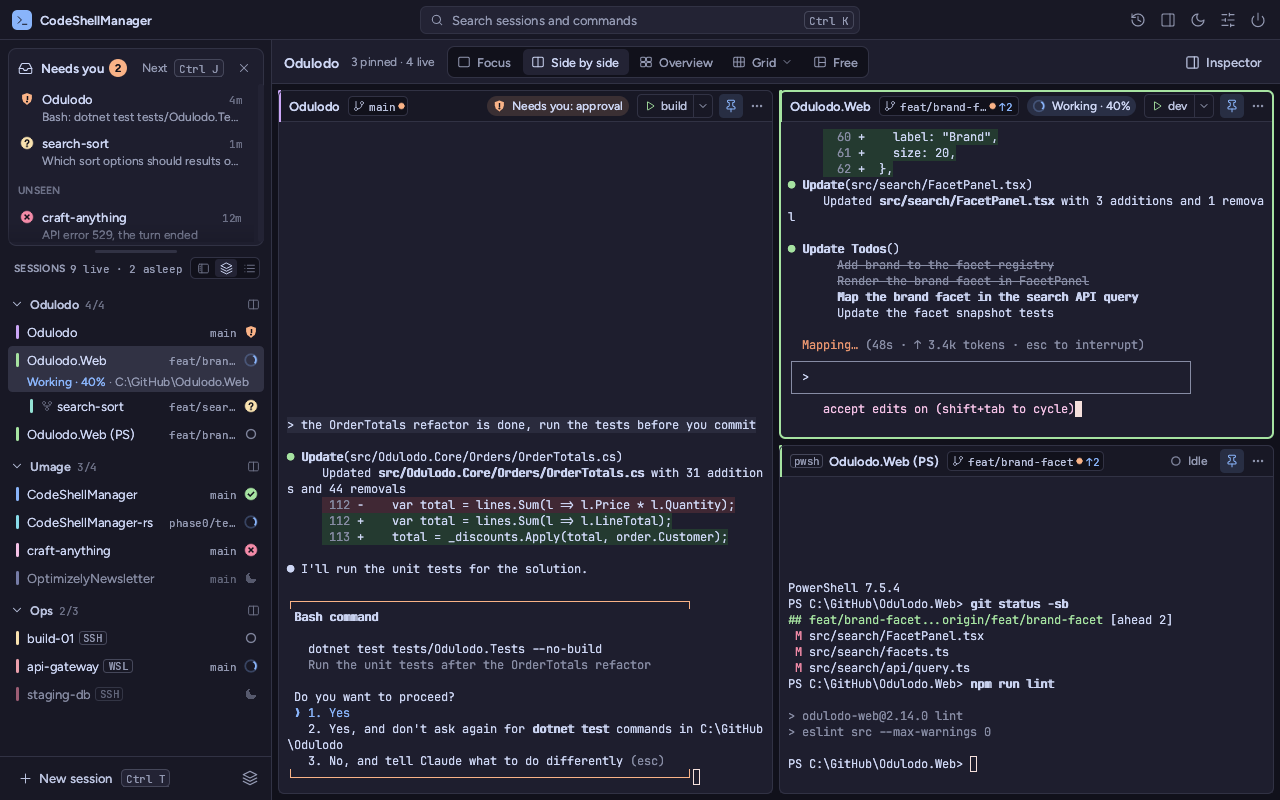 CodeShellManager
Search sessions and commands
Ctrl K
Needs you 2 Next Ctrl J
Odulodo 4m
Bash: dotnet test tests/Odulodo.Te…
search-sort 1m
Which sort options should results o…
UNSEEN
craft-anything 12m
API error 529, the turn ended
SESSIONS 9 live · 2 asleep
Odulodo 4/4
Odulodo main
Odulodo.Web feat/bran…
Working · 40% · C:\GitHub\Odulodo.Web
search-sort feat/sear…
Odulodo.Web (PS) feat/bran…
Umage 3/4
CodeShellManager main
CodeShellManager-rs phase0/te…
craft-anything main
OptimizelyNewsletter main
Ops 2/3
build-01 SSH
api-gateway WSL main
staging-db SSH
New session Ctrl T
Odulodo 3 pinned · 4 live
Focus Side by side Overview Grid Free
Inspector
Odulodo main Needs you: approval build
> the OrderTotals refactor is done, run the tests before you commit
Update(src/Odulodo.Core/Orders/OrderTotals.cs)
Updated src/Odulodo.Core/Orders/OrderTotals.cs with 31 addition
s and 44 removals
112 - var total = lines.Sum(l => l.Price * l.Quantity);
112 + var total = lines.Sum(l => l.LineTotal);
113 + total = _discounts.Apply(total, order.Customer);
I'll run the unit tests for the solution.
Bash command
dotnet test tests/Odulodo.Tests --no-build
Run the unit tests after the OrderTotals refactor
Do you want to proceed?
❯ 1. Yes
2. Yes, and don't ask again for dotnet test commands in C:\GitHub
\Odulodo
3. No, and tell Claude what to do differently (esc)
Odulodo.Web feat/brand-f… ↑2 Working · 40% dev
60 + label: "Brand",
61 + size: 20,
62 + },
Update(src/search/FacetPanel.tsx)
Updated src/search/FacetPanel.tsx with 3 additions and 1 remova
l
Update Todos()
Add brand to the facet registry
Render the brand facet in FacetPanel
Map the brand facet in the search API query
Update the facet snapshot tests
Mapping… (48s · ↑ 3.4k tokens · esc to interrupt)
>
accept edits on (shift+tab to cycle)
pwsh Odulodo.Web (PS) feat/brand-facet ↑2 Idle
PowerShell 7.5.4
PS C:\GitHub\Odulodo.Web> git status -sb
## feat/brand-facet...origin/feat/brand-facet [ahead 2]
M src/search/FacetPanel.tsx
M src/search/facets.ts
M src/search/api/query.ts
PS C:\GitHub\Odulodo.Web> npm run lint
> odulodo-web@2.14.0 lint
> eslint src --max-warnings 0
PS C:\GitHub\Odulodo.Web>